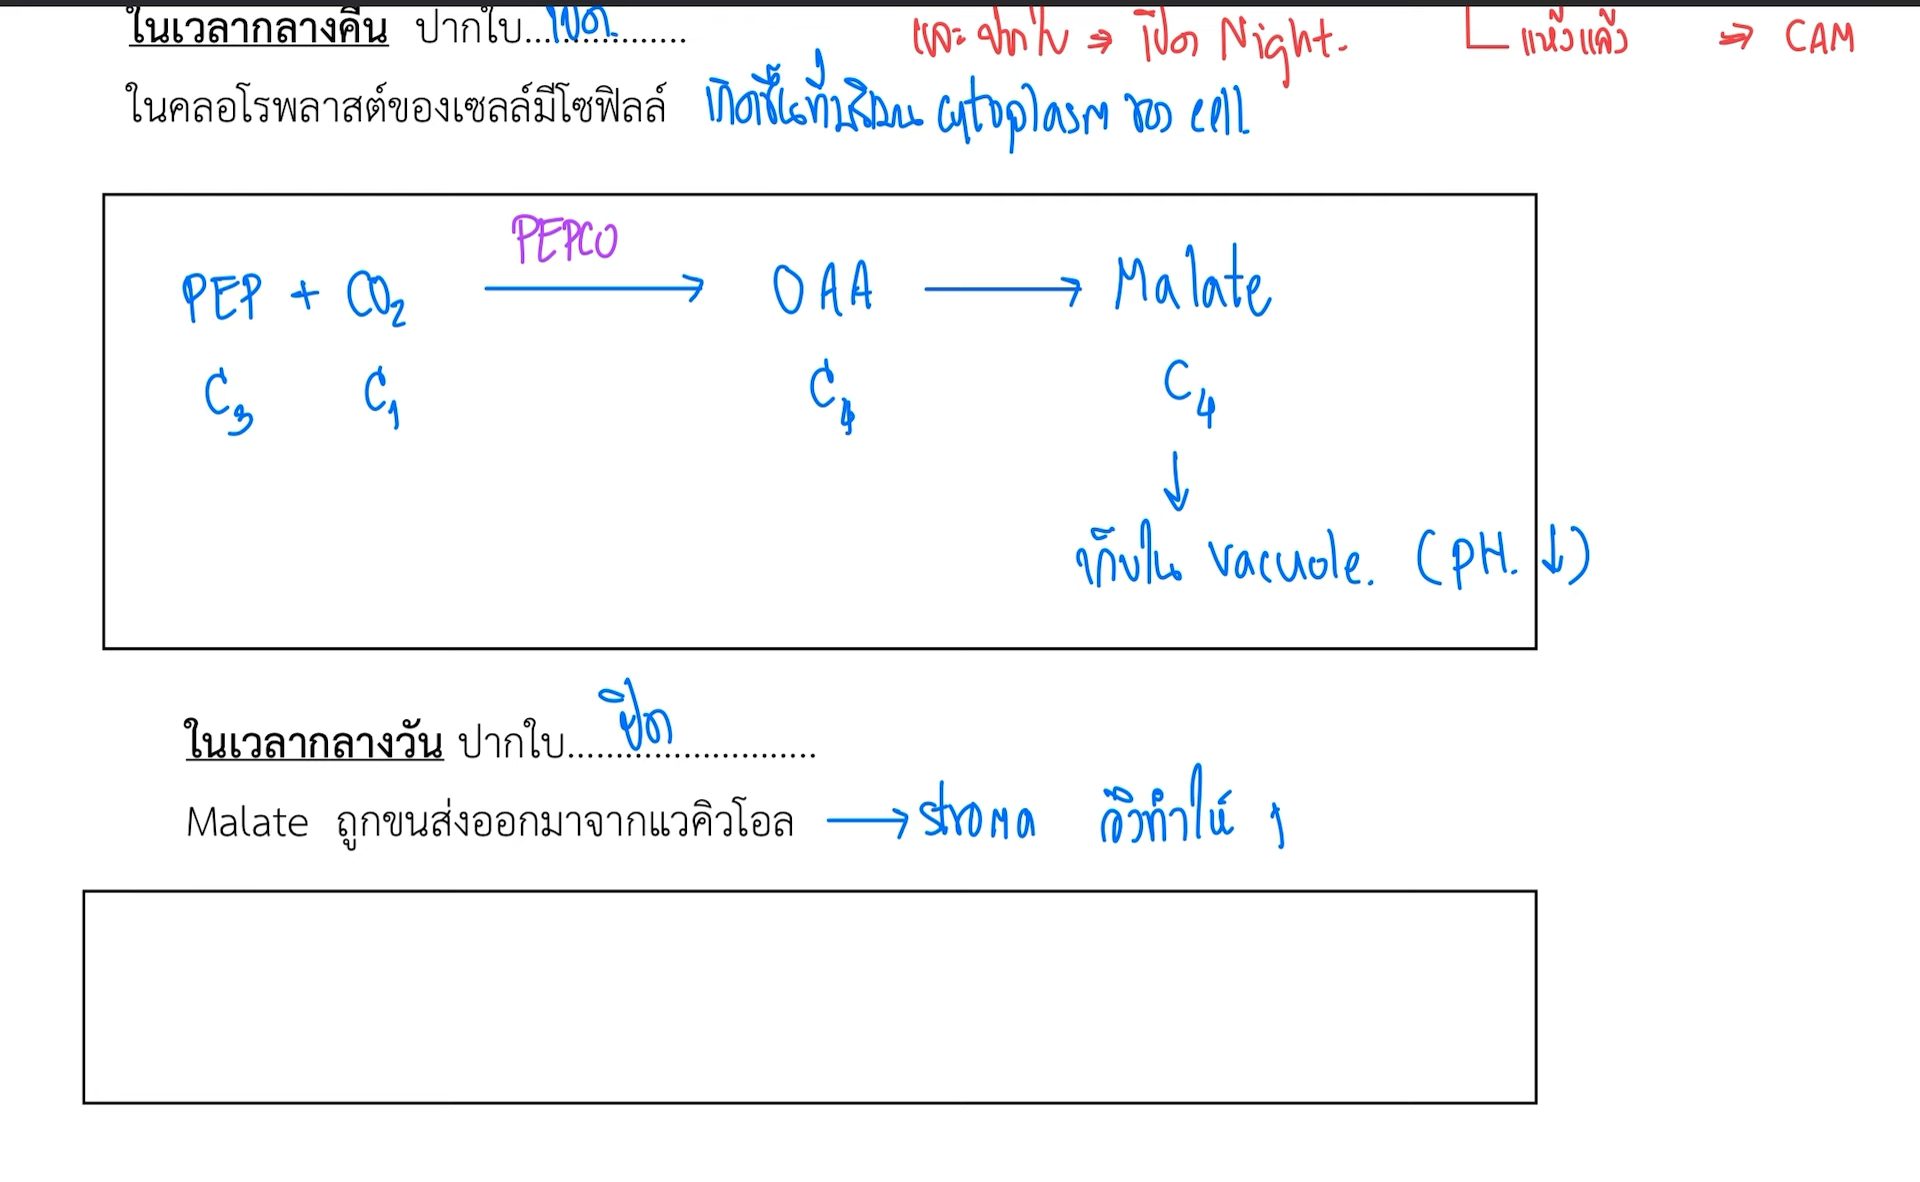 ในเวลากลางคืน ปากใบ...เปิด...
และ ปากใบ ⇒ เปิด Night. แห้งแล้ง ⇒ CAM
ในคลอโรพลาสต์ของเซลล์มีโซฟิลล์ เกิดขึ้นที่บริเวณ cytoplasm ของ cell
PEPCO
PEP + CO₂ → OAA → Malate
C₃ C₁ C₄ C₄
↓
เก็บใน vacuole. (pH. ↓)
ในเวลากลางวัน ปากใบ......ปิด......
Malate ถูกขนส่งออกมาจากแวคิวโอล → stroma